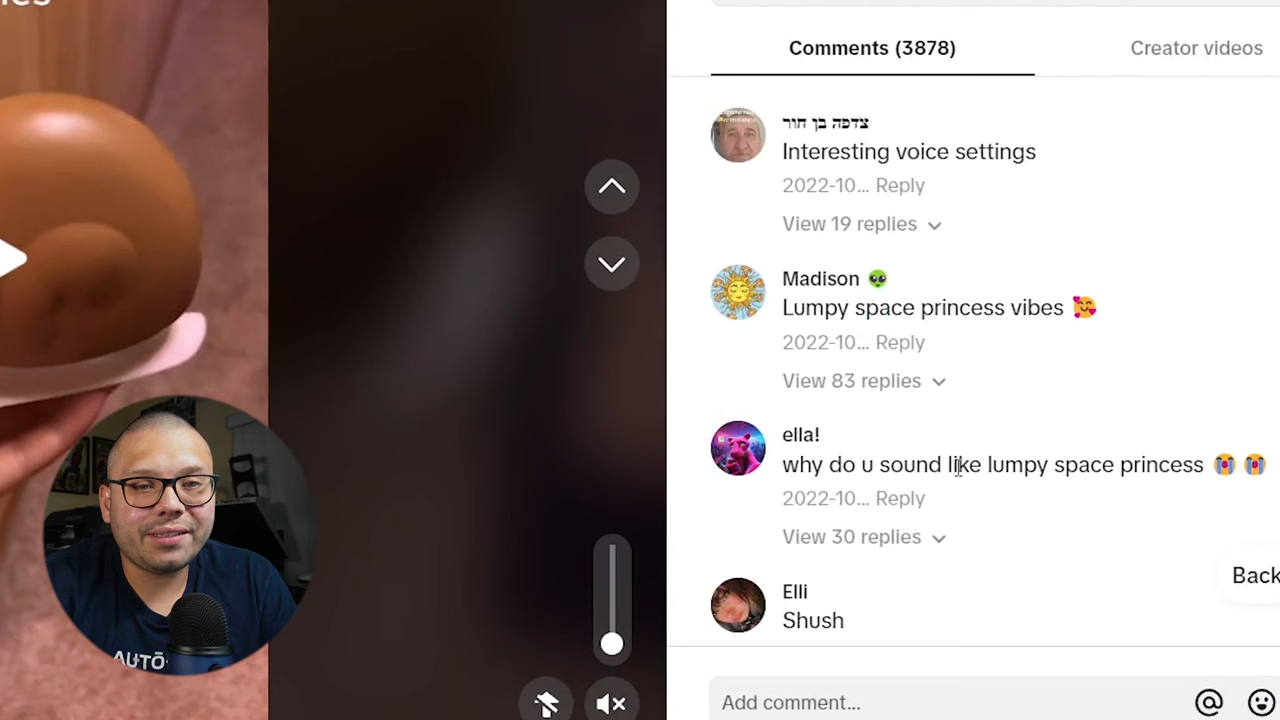 Comments (3878)
Creator videos
צדפה בן חור
Interesting voice settings
2022-10... Reply
View 19 replies
Madison 👽
Lumpy space princess vibes 🥰
2022-10... Reply
View 83 replies
ella!
why do u sound like lumpy space princess 😭 😭
2022-10... Reply
View 30 replies
Elli
Shush
Back
Add comment...
AUTŌ